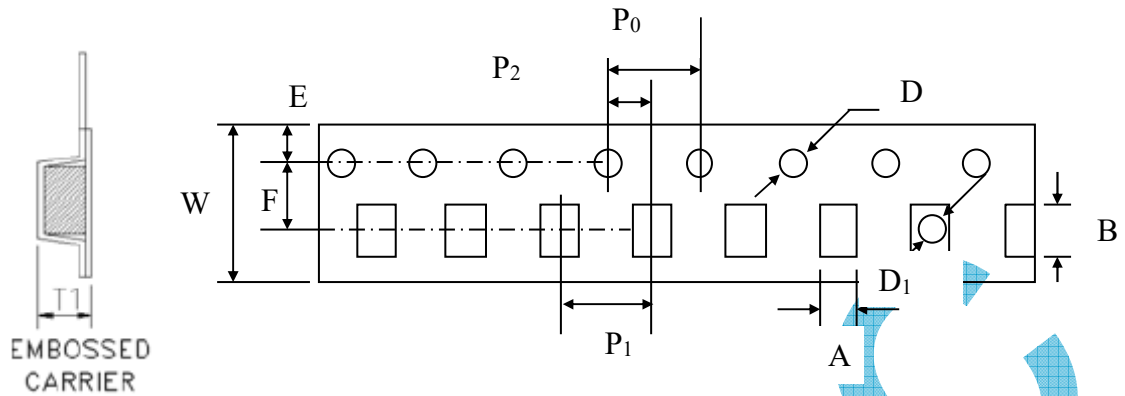 P₀
P₂
E
D
W
F
B
D₁
T1
P₁
A
EMBOSSED
CARRIER